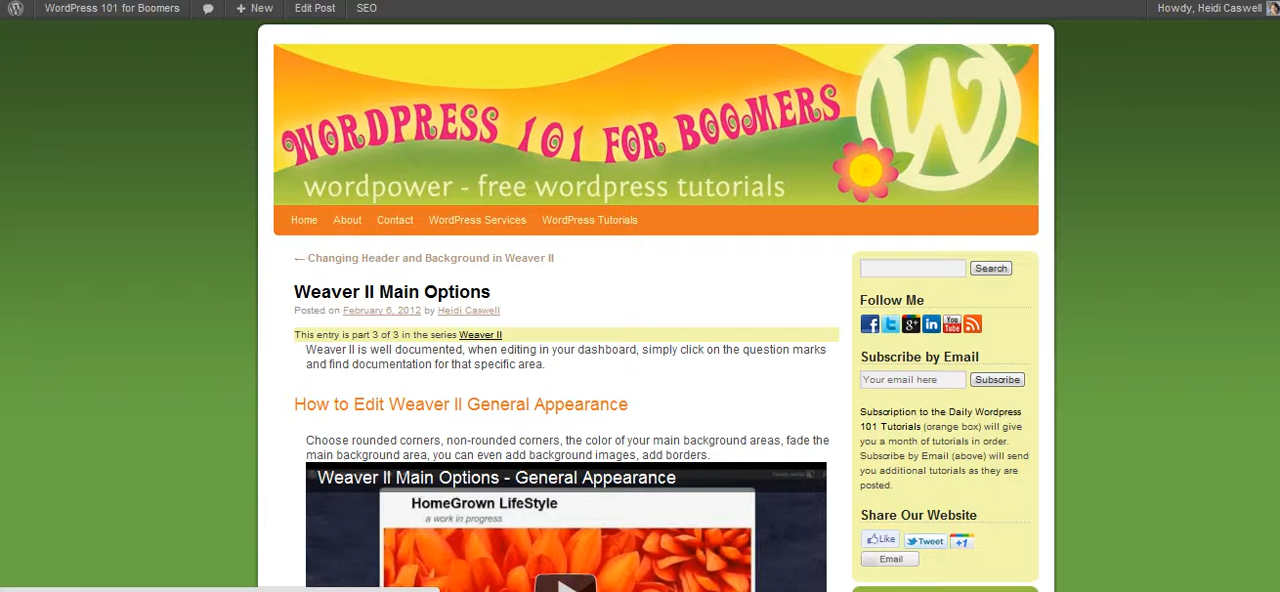 WordPress 101 for Boomers
New
Edit Post
SEO
Howdy, Heidi Caswell
WORDPRESS 101 FOR BOOMERS
W
wordpower - free wordpress tutorials
Home About Contact WordPress Services WordPress Tutorials
← Changing Header and Background in Weaver II
Weaver II Main Options
Posted on February 6, 2012 by Heidi Caswell
This entry is part 3 of 3 in the series Weaver II
Weaver II is well documented, when editing in your dashboard, simply click on the question marks
and find documentation for that specific area.
How to Edit Weaver II General Appearance
Choose rounded corners, non-rounded corners, the color of your main background areas, fade the
main background area, you can even add background images, add borders.
Weaver II Main Options - General Appearance
HomeGrown LifeStyle
a work in progress
Search
Follow Me
Subscribe by Email
Your email here Subscribe
Subscription to the Daily Wordpress
101 Tutorials (orange box) will give
you a month of tutorials in order.
Subscribe by Email (above) will send
you additional tutorials as they are
posted.
Share Our Website
Like Tweet +1
Email